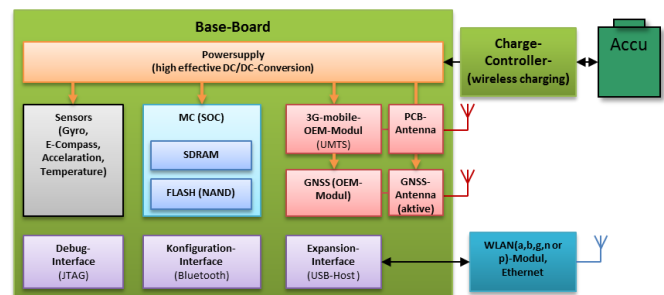 Base-Board
Powersupply
(high effective DC/DC-Conversion)
Charge-
Controller-
(wireless charging)
Accu
Sensors
(Gyro,
E-Compass,
Accelaration,
Temperature)
MC (SOC)
SDRAM
FLASH (NAND)
3G-mobile-
OEM-Modul
(UMTS)
PCB-
Antenna
GNSS (OEM-
Modul)
GNSS-
Antenna
(aktive)
Debug-
Interface
(JTAG)
Konfiguration-
Interface
(Bluetooth)
Expansion-
Interface
(USB-Host)
WLAN(a,b,g,n or
p)-Modul,
Ethernet